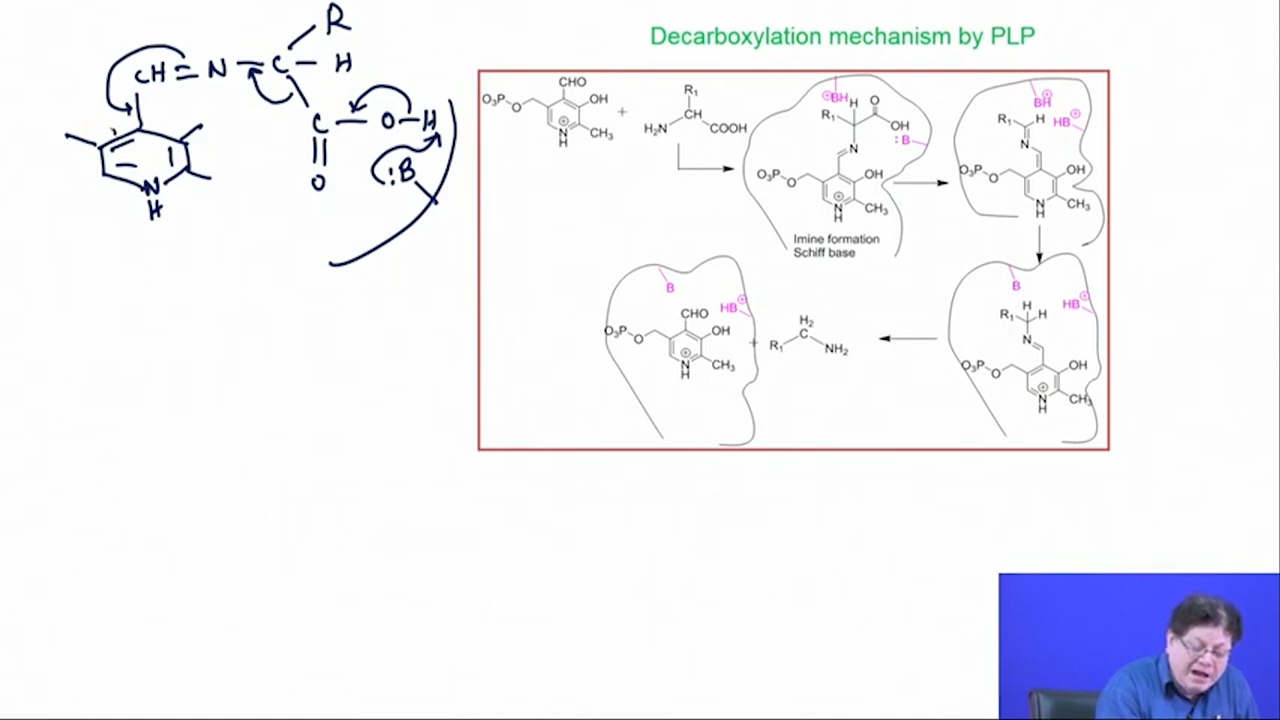 R
CH=N-C-H
C-O-H
O
:B
N
H
Decarboxylation mechanism by PLP
CHO
O₃P
O
OH
N
H
CH₃
+
R₁
H₂N
CH
COOH
⊕BH
H
O
R₁
OH
:B
N
O₃P
O
OH
⊕
N
H
CH₃
Imine formation
Schiff base
BH⊕
HB⊕
R₁
H
N
O₃P
O
OH
N
H
CH₃
B
HB⊕
CHO
O₃P
O
OH
⊕
N
H
CH₃
+
H₂
C
R₁
NH₂
B
HB⊕
H
R₁
C
H
N
O₃P
O
OH
⊕
N
H
CH₃